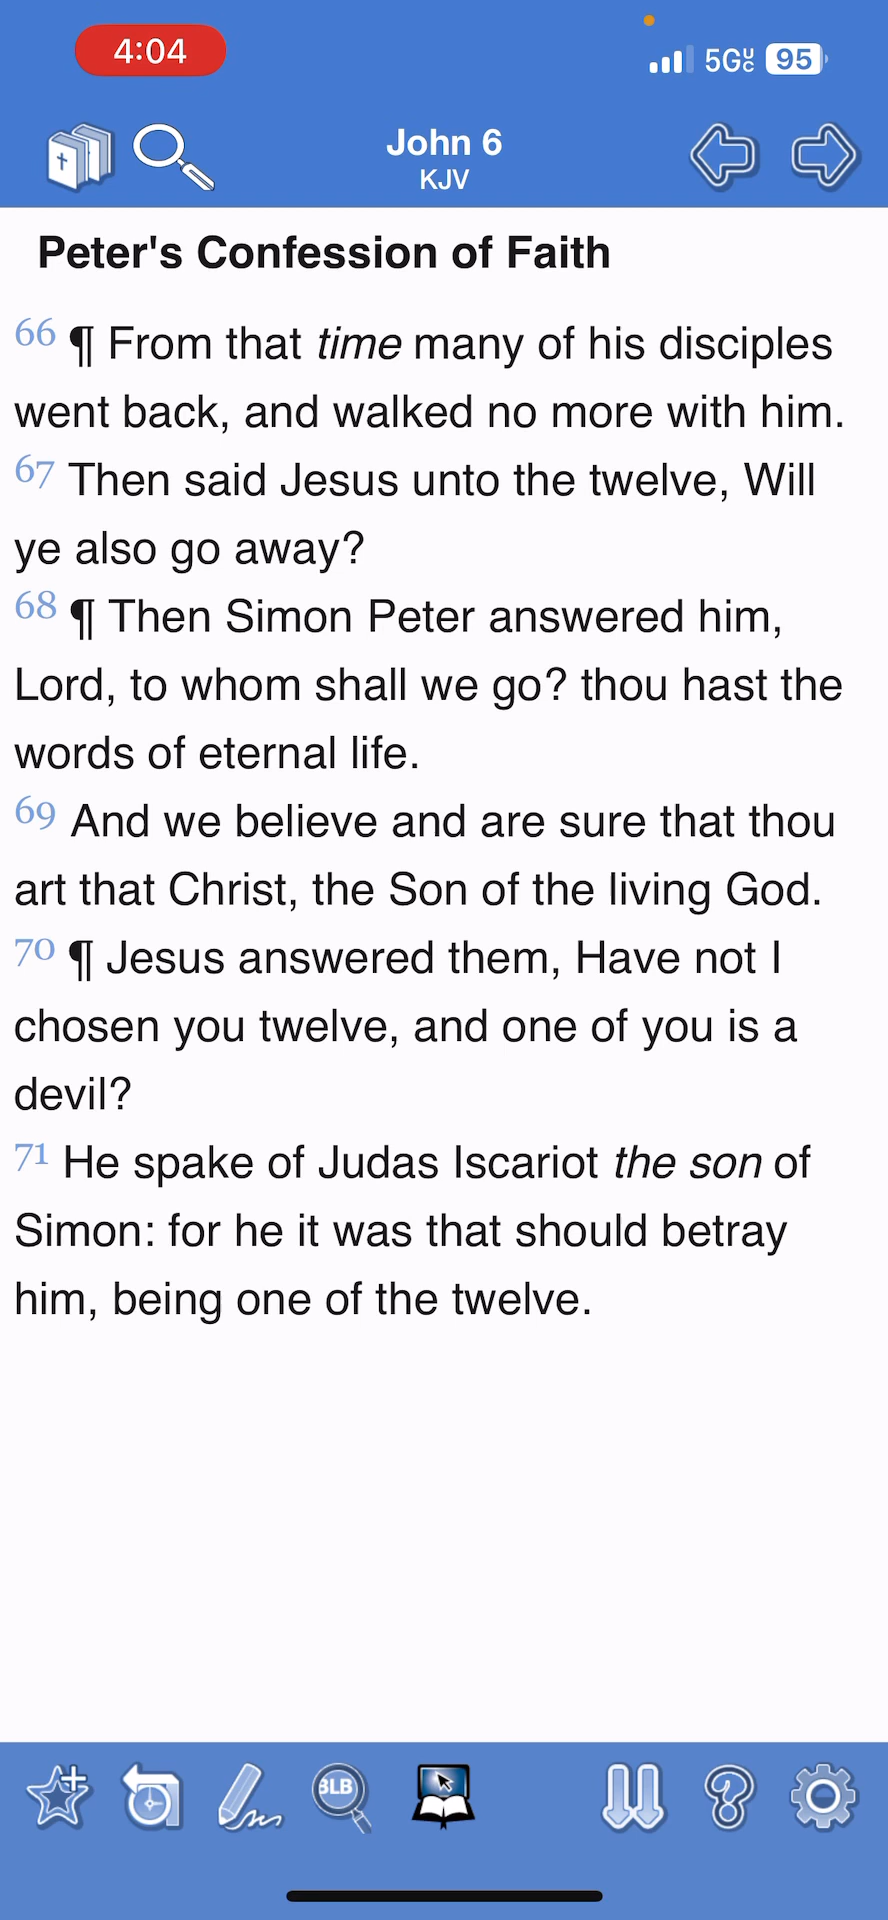 4:04
5G UC 95
John 6
KJV
Peter's Confession of Faith
66 ¶ From that time many of his disciples
went back, and walked no more with him.
67 Then said Jesus unto the twelve, Will
ye also go away?
68 ¶ Then Simon Peter answered him,
Lord, to whom shall we go? thou hast the
words of eternal life.
69 And we believe and are sure that thou
art that Christ, the Son of the living God.
70 ¶ Jesus answered them, Have not I
chosen you twelve, and one of you is a
devil?
71 He spake of Judas Iscariot the son of
Simon: for he it was that should betray
him, being one of the twelve.
BLB